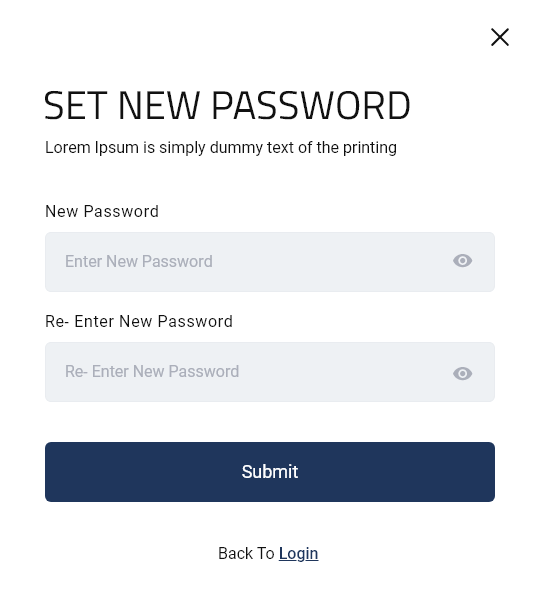 SET NEW PASSWORD
Lorem Ipsum is simply dummy text of the printing
New Password
Enter New Password
Re- Enter New Password
Re- Enter New Password
Submit
Back To Login